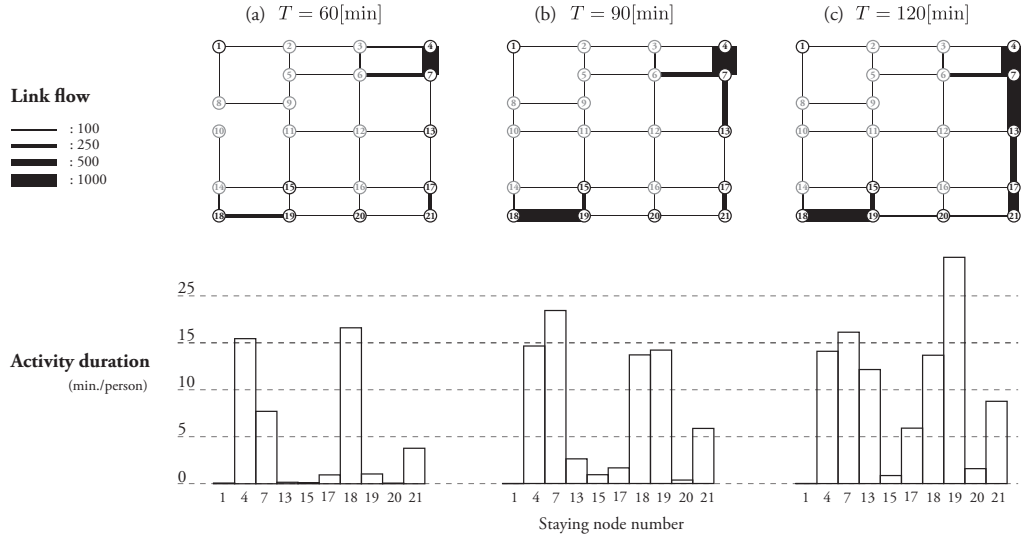 (a) T = 60[min]
(b) T = 90[min]
(c) T = 120[min]
Link flow
: 100
: 250
: 500
: 1000
1 2 3 4
5 6 7
8 9
10 11 12 13
14 15 16 17
18 19 20 21
1 2 3 4
5 6 7
8 9
10 11 12 13
14 15 16 17
18 19 20 21
1 2 3 4
5 6 7
8 9
10 11 12 13
14 15 16 17
18 19 20 21
Activity duration
(min./person)
25
15
10
5
0
1 4 7 13 15 17 18 19 20 21
1 4 7 13 15 17 18 19 20 21
1 4 7 13 15 17 18 19 20 21
Staying node number